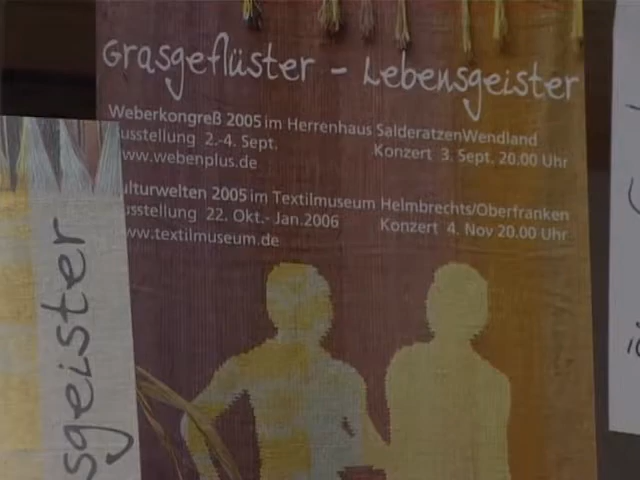 Grasgeflüster - Lebensgeister
Weberkongreß 2005 im Herrenhaus SalderatzenWendland
usstellung 2.-4. Sept. Konzert 3. Sept. 20.00 Uhr
www.webenplus.de
ulturwelten 2005 im Textilmuseum Helmbrechts/Oberfranken
usstellung 22. Okt.- Jan.2006 Konzert 4. Nov 20.00 Uhr
www.textilmuseum.de
sgeister